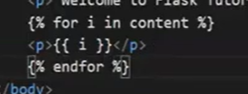 <p> Welcome to Flask Tutor
{% for i in content %}
<p>{{ i }}</p>
{% endfor %}
</body>